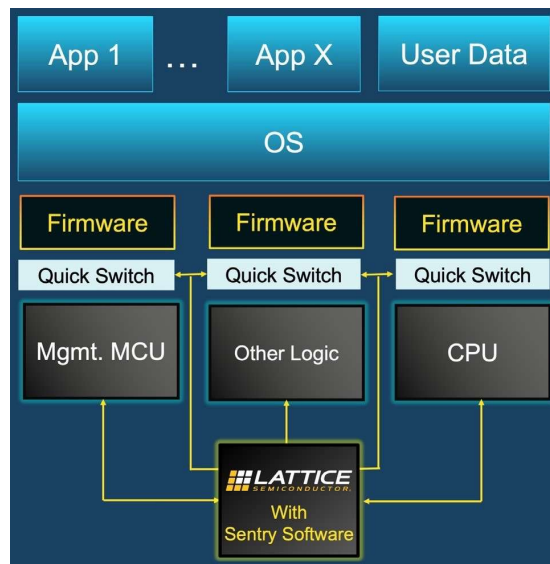 App 1
...
App X
User Data
OS
Firmware
Firmware
Firmware
Quick Switch
Quick Switch
Quick Switch
Mgmt. MCU
Other Logic
CPU
LATTICE
SEMICONDUCTOR.
With
Sentry Software